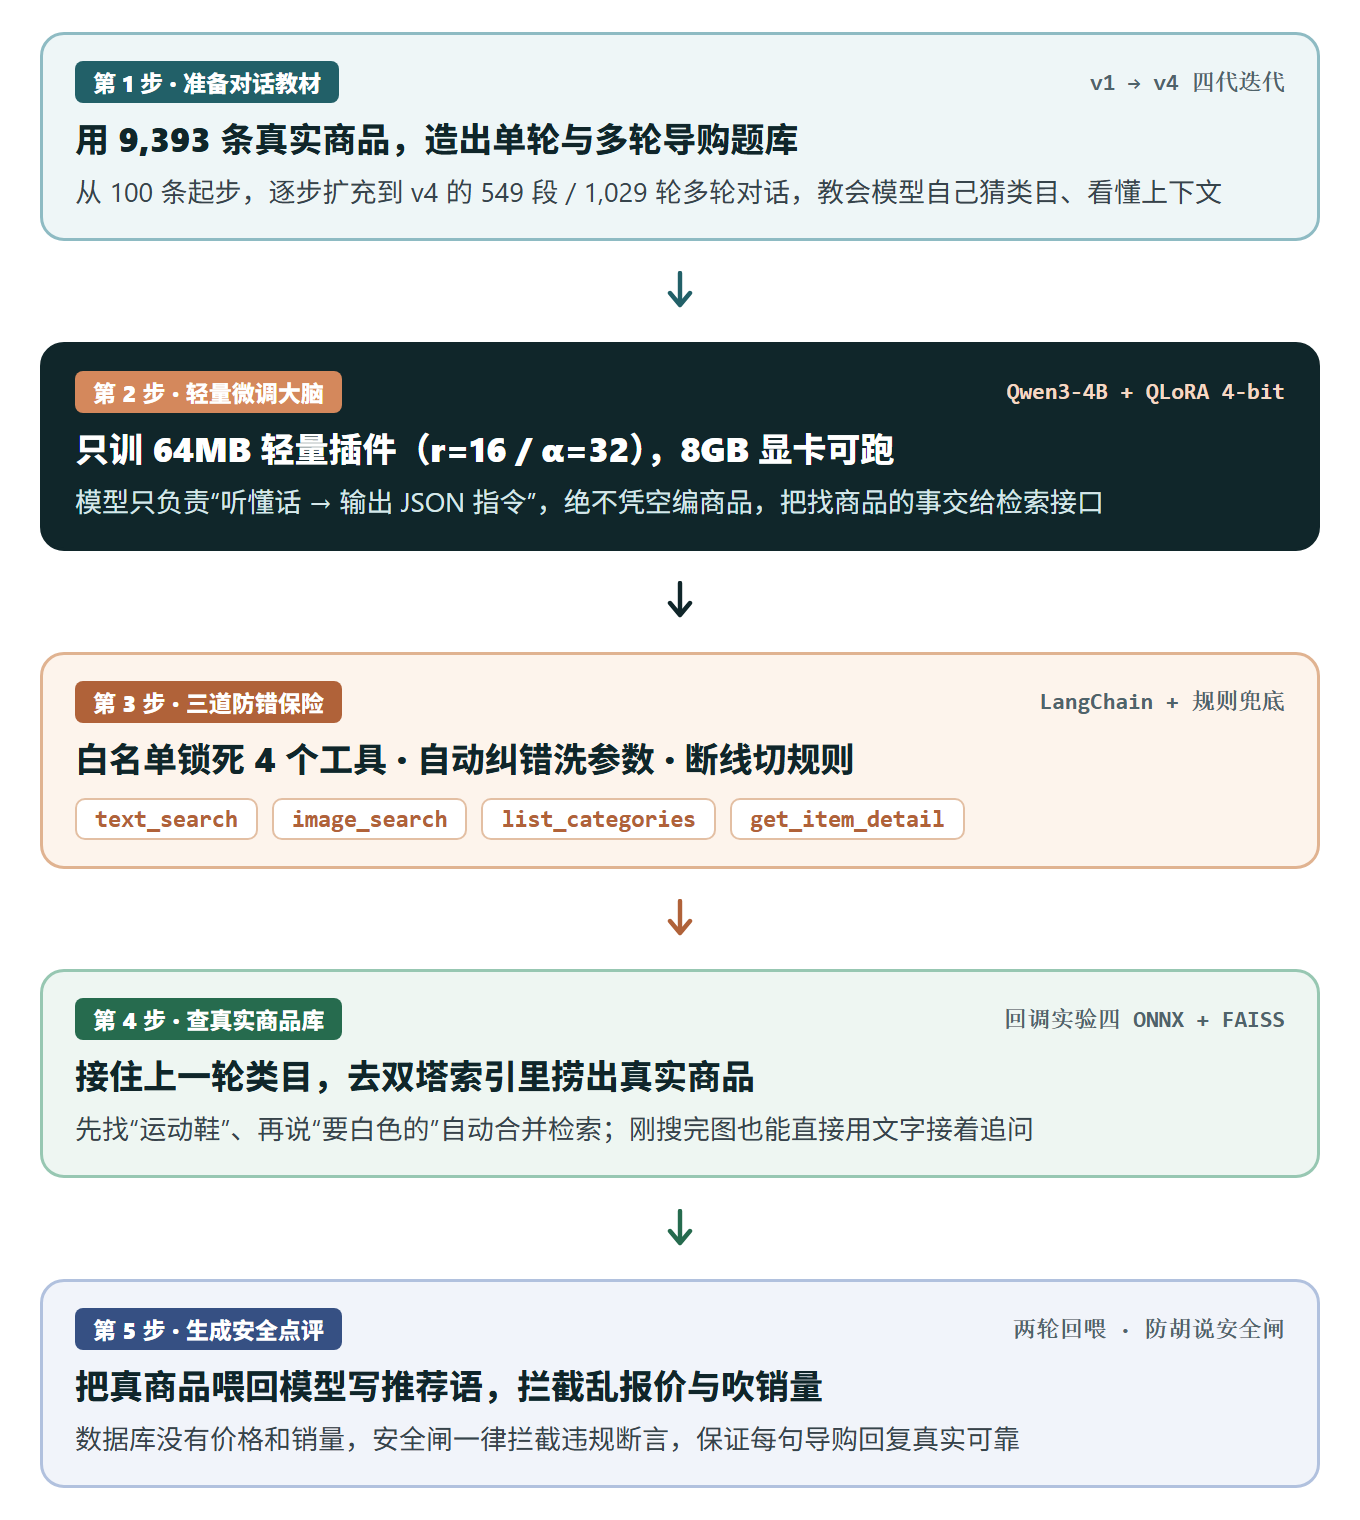 第 1 步 · 准备对话教材
v1 → v4 四代迭代
用 9,393 条真实商品，造出单轮与多轮导购题库
从 100 条起步，逐步扩充到 v4 的 549 段 / 1,029 轮多轮对话，教会模型自己猜类目、看懂上下文
第 2 步 · 轻量微调大脑
Qwen3-4B + QLoRA 4-bit
只训 64MB 轻量插件（r=16 / α=32），8GB 显卡可跑
模型只负责“听懂话 → 输出 JSON 指令”，绝不凭空编商品，把找商品的事交给检索接口
第 3 步 · 三道防错保险
LangChain + 规则兜底
白名单锁死 4 个工具 · 自动纠错洗参数 · 断线切规则
text_search image_search list_categories get_item_detail
第 4 步 · 查真实商品库
回调实验四 ONNX + FAISS
接住上一轮类目，去双塔索引里捞出真实商品
先找“运动鞋”、再说“要白色的”自动合并检索；刚搜完图也能直接用文字接着追问
第 5 步 · 生成安全点评
两轮回喂 · 防胡说安全闸
把真商品喂回模型写推荐语，拦截乱报价与吹销量
数据库没有价格和销量，安全闸一律拦截违规断言，保证每句导购回复真实可靠